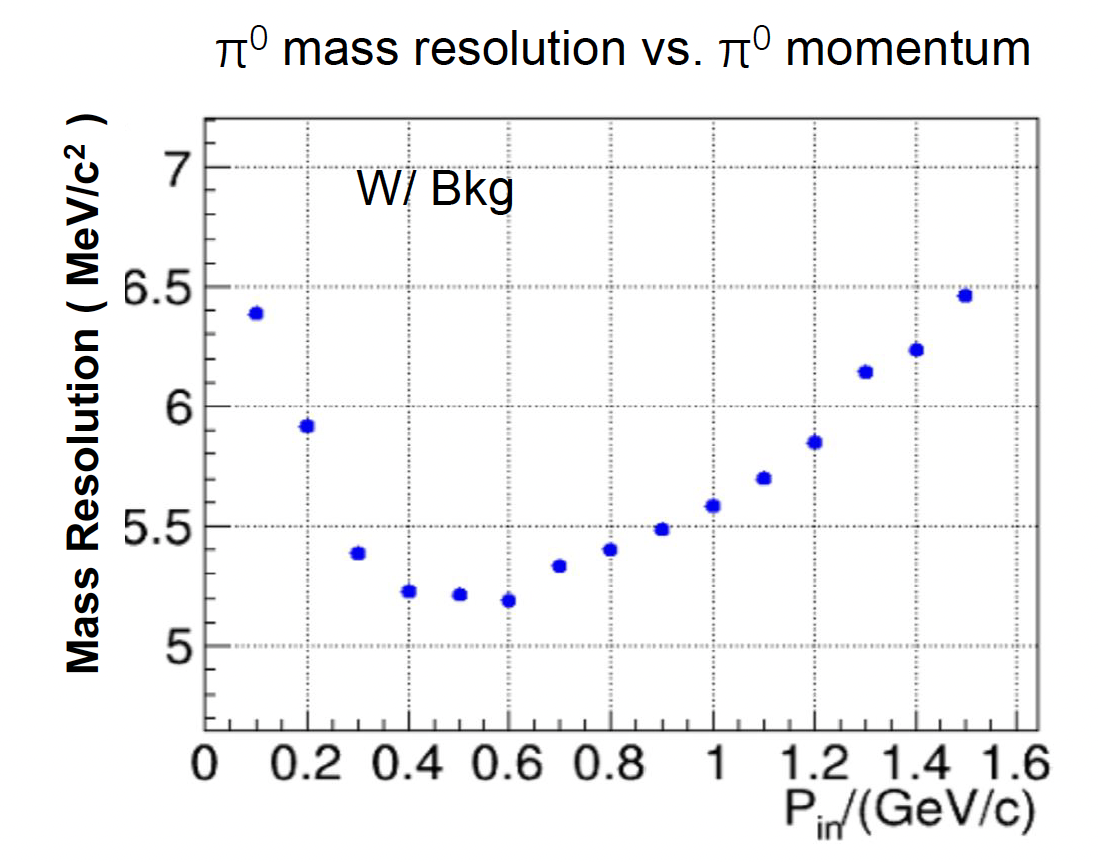 π⁰ mass resolution vs. π⁰ momentum
Mass Resolution ( MeV/c² )
W/ Bkg
7
6.5
6
5.5
5
0 0.2 0.4 0.6 0.8 1 1.2 1.4 1.6
P_in/(GeV/c)